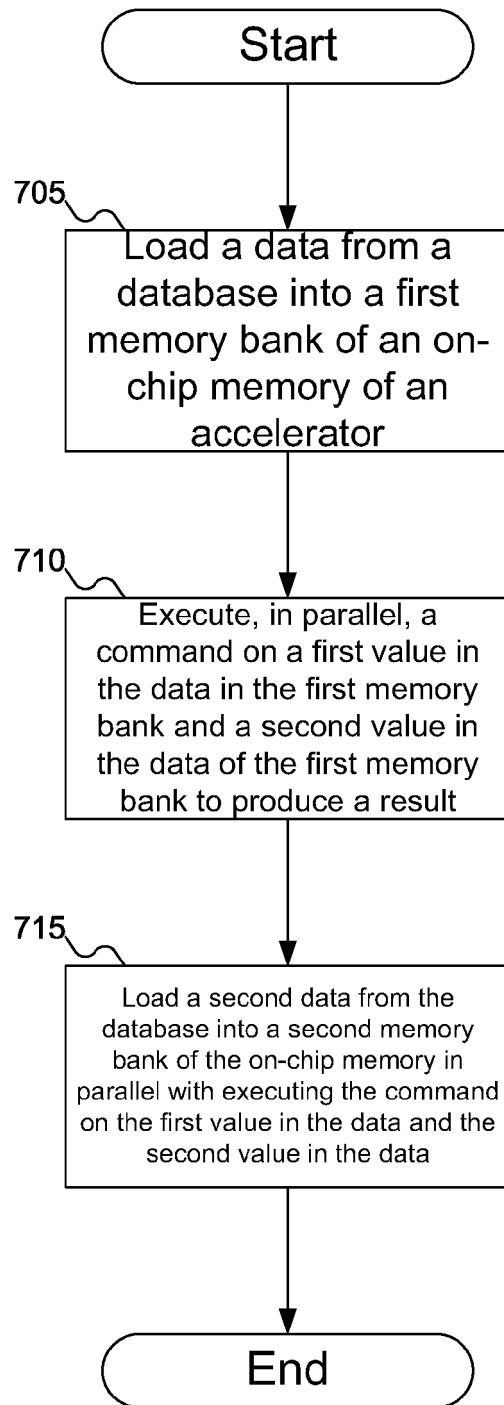 Start
705
Load a data from a
database into a first
memory bank of an on-
chip memory of an
accelerator
710
Execute, in parallel, a
command on a first value in
the data in the first memory
bank and a second value in
the data of the first memory
bank to produce a result
715
Load a second data from the
database into a second memory
bank of the on-chip memory in
parallel with executing the command
on the first value in the data and the
second value in the data
End